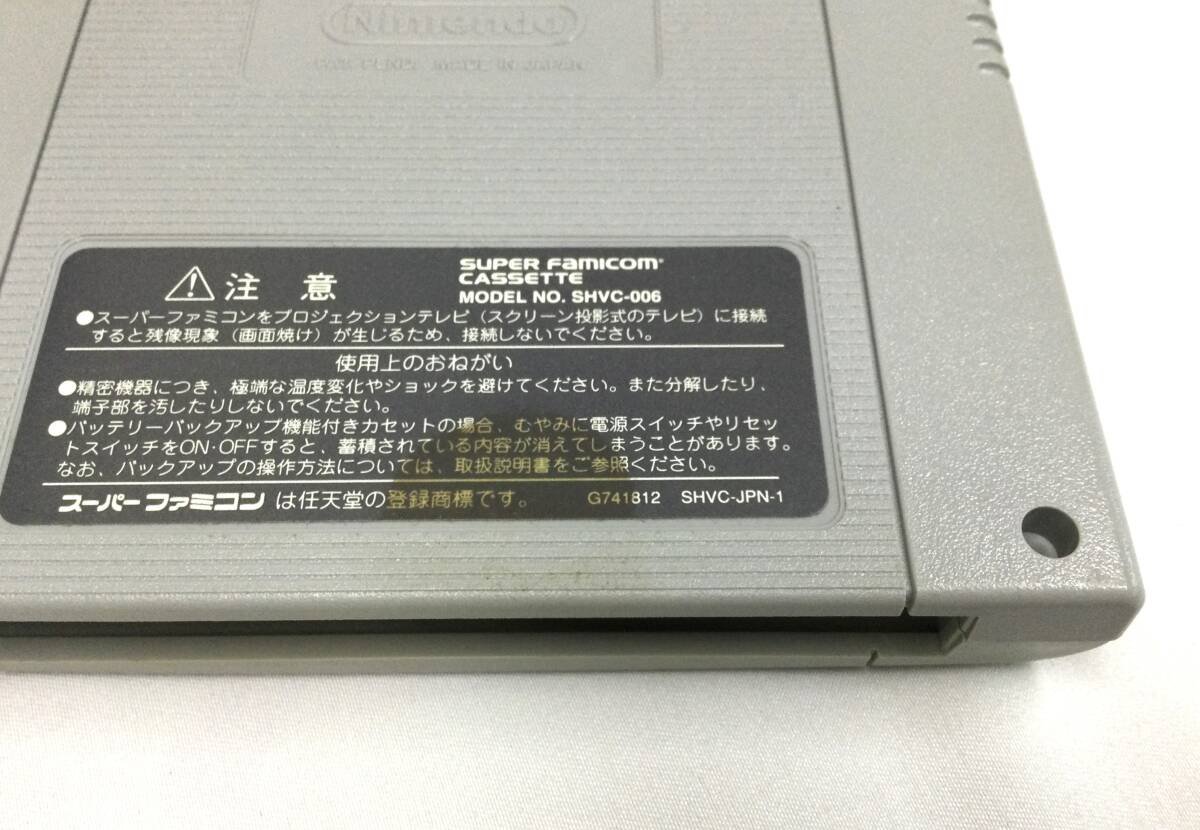 Nintendo
MADE IN JAPAN
注 意
SUPER FAMICOM
CASSETTE
MODEL NO. SHVC-006
●スーパーファミコンをプロジェクションテレビ(スクリーン投影式のテレビ)に接続
すると残像現象(画面焼け)が生じるため、接続しないでください。
使用上のおねがい
●精密機器につき、極端な温度変化やショックを避けてください。また分解したり、
端子部を汚したりしないでください。
●バッテリーバックアップ機能付きカセットの場合、むやみに電源スイッチやリセッ
トスイッチをON·OFFすると、蓄積されている内容が消えてしまうことがあります。
なお、バックアップの操作方法については、取扱説明書をご参照ください。
スーパーファミコン は任天堂の登録商標です。 G741812 SHVC-JPN-1